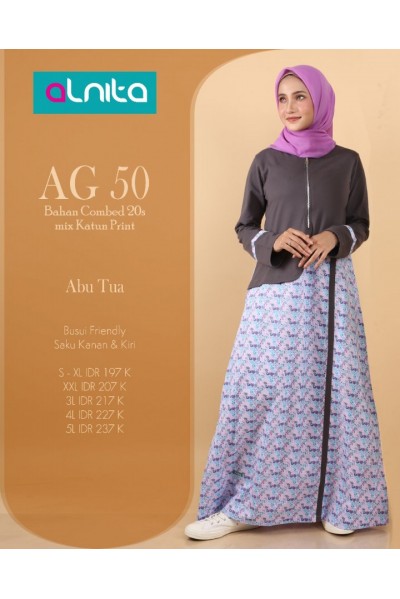 alnita
AG 50
Bahan Combed 20s
mix Katun Print
Abu Tua
Busui Friendly
Saku Kanan & Kiri
S - XL IDR 197 K
XXL IDR 207 K
3L IDR 217 K
4L IDR 227 K
5L IDR 237 K